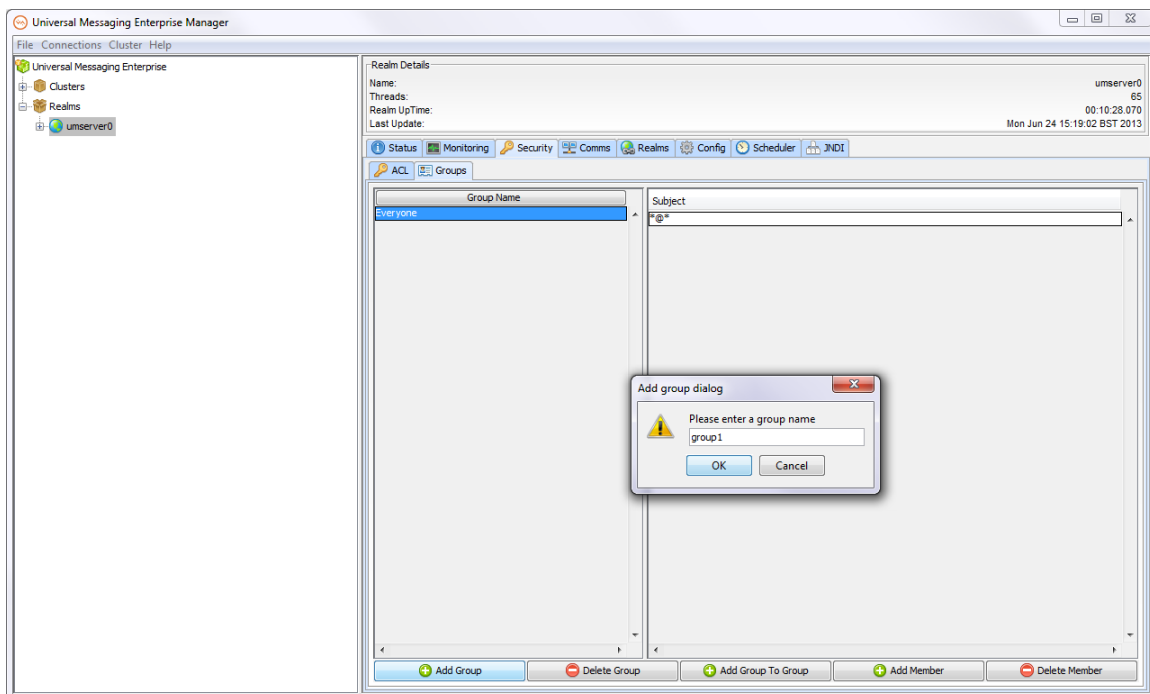 Universal Messaging Enterprise Manager
File Connections Cluster Help
Universal Messaging Enterprise
Clusters
Realms
umserver0
Realm Details
Name: umserver0
Threads: 65
Realm UpTime: 00:10:28.070
Last Update: Mon Jun 24 15:19:02 BST 2013
Status Monitoring Security Comms Realms Config Scheduler JNDI
ACL Groups
Group Name
Everyone
Subject
*@*
Add group dialog
Please enter a group name
group1
OK Cancel
Add Group Delete Group Add Group To Group Add Member Delete Member